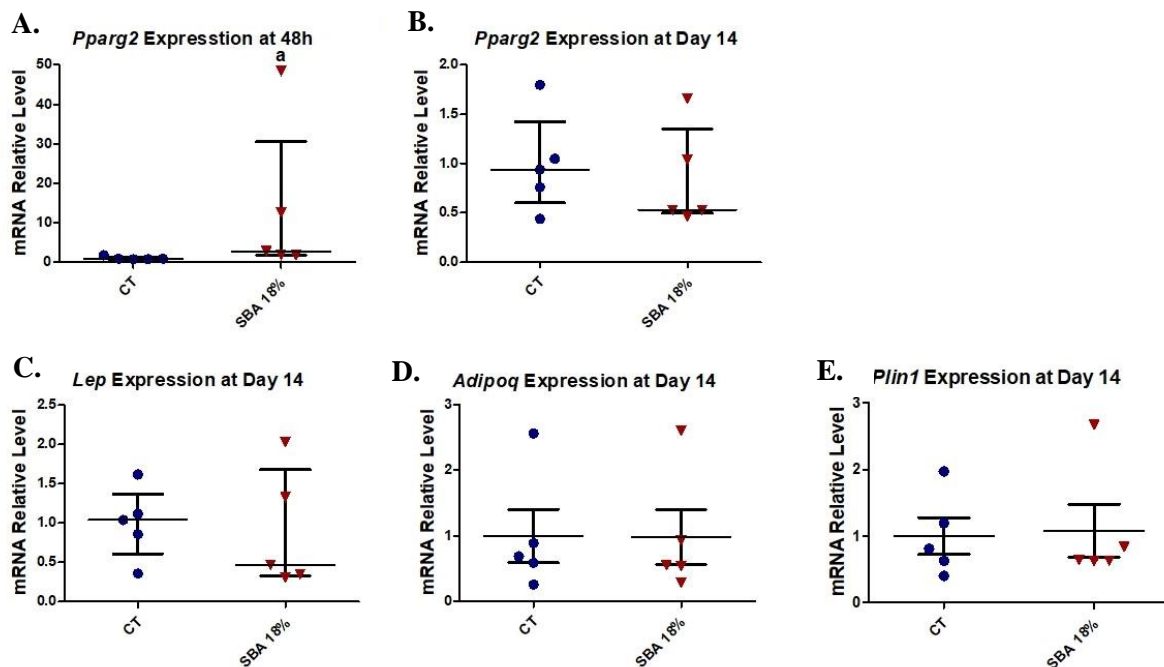 A.
Pparg2 Expresstion at 48h
a
mRNA Relative Level
50
40
30
20
10
0
CT
SBA 18%
B.
Pparg2 Expression at Day 14
mRNA Relative Level
2.0
1.5
1.0
0.5
0.0
CT
SBA 18%
C.
Lep Expression at Day 14
mRNA Relative Level
2.5
2.0
1.5
1.0
0.5
0.0
CT
SBA 18%
D.
Adipoq Expression at Day 14
mRNA Relative Level
3
2
1
0
CT
SBA 18%
E.
Plin1 Expression at Day 14
mRNA Relative Level
3
2
1
0
CT
SBA 18%